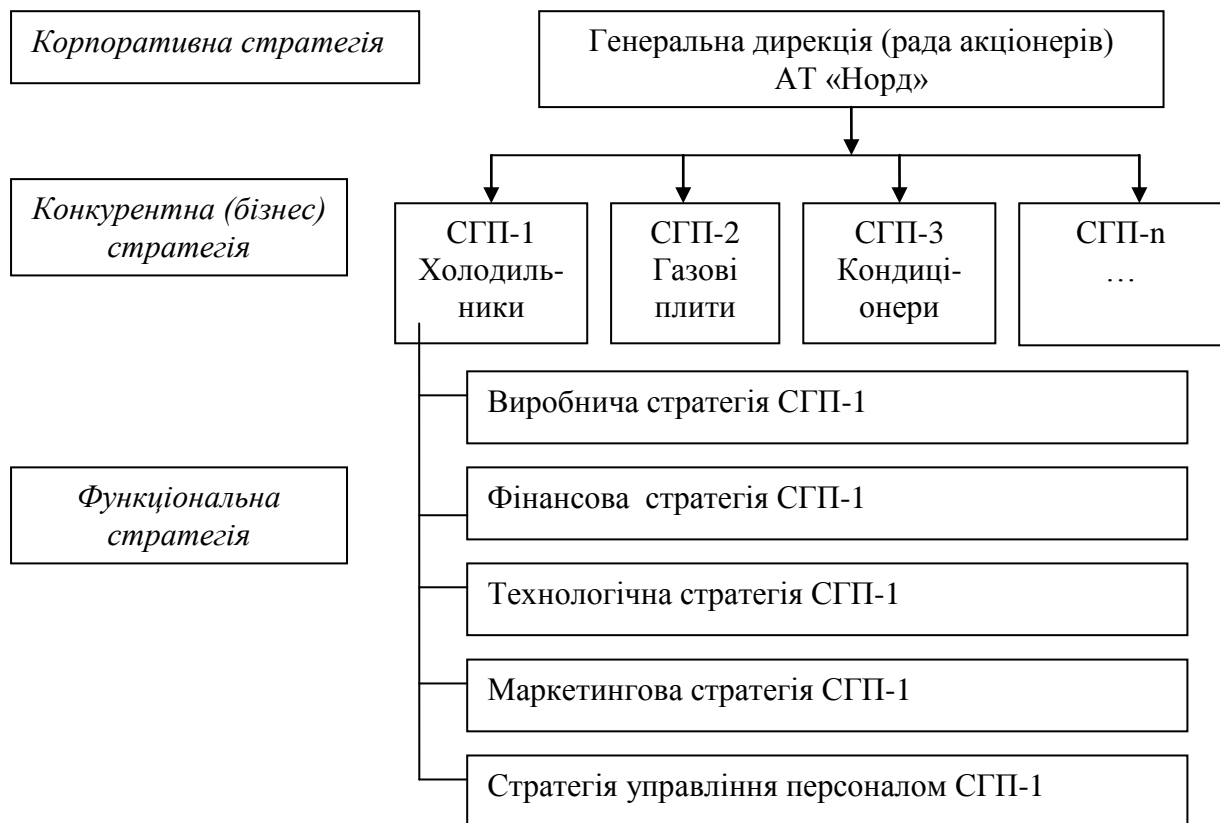 Корпоративна стратегія
Генеральна дирекція (рада акціонерів)
АТ «Норд»
Конкурентна (бізнес)
стратегія
СГП-1
Холодиль-
ники
СГП-2
Газові
плити
СГП-3
Кондиці-
онери
СГП-n
…
Виробнича стратегія СГП-1
Функціональна
стратегія
Фінансова  стратегія СГП-1
Технологічна стратегія СГП-1
Маркетингова стратегія СГП-1
Стратегія управління персоналом СГП-1